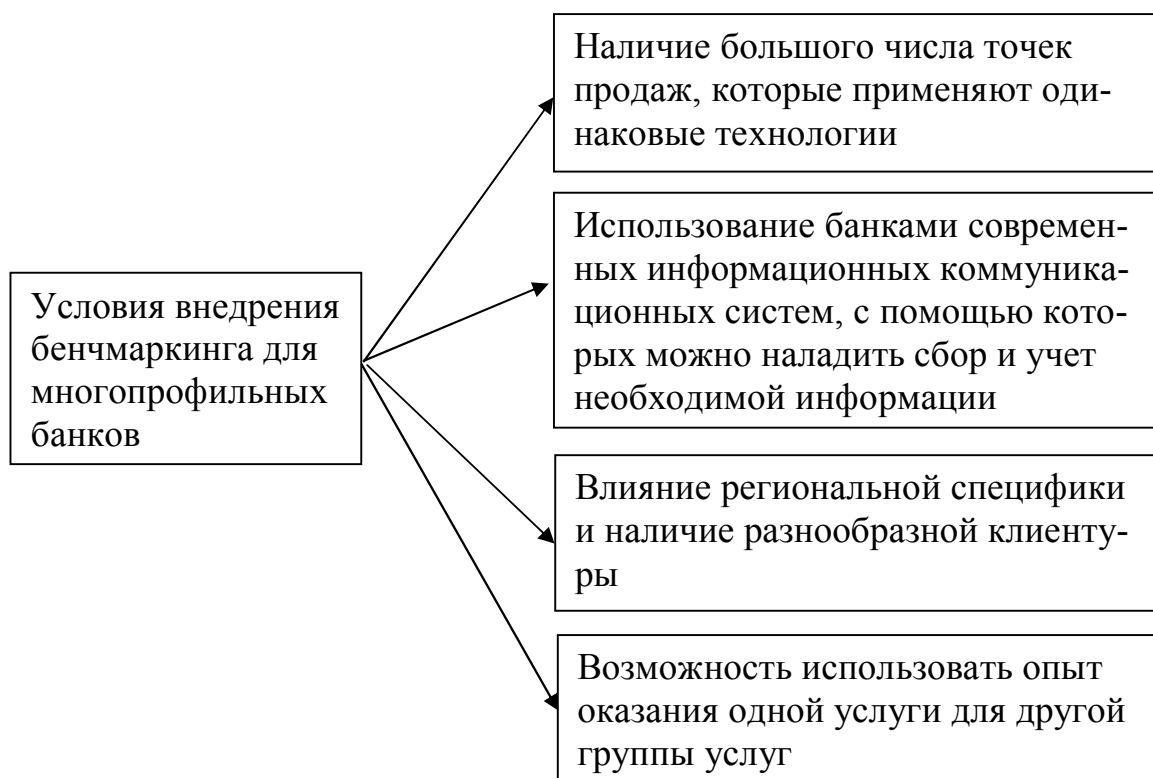 Условия внедрения
бенчмаркинга для
многопрофильных
банков
Наличие большого числа точек
продаж, которые применяют оди-
наковые технологии
Использование банками современ-
ных информационных коммуника-
ционных систем, с помощью кото-
рых можно наладить сбор и учет
необходимой информации
Влияние региональной специфики
и наличие разнообразной клиенту-
ры
Возможность использовать опыт
оказания одной услуги для другой
группы услуг